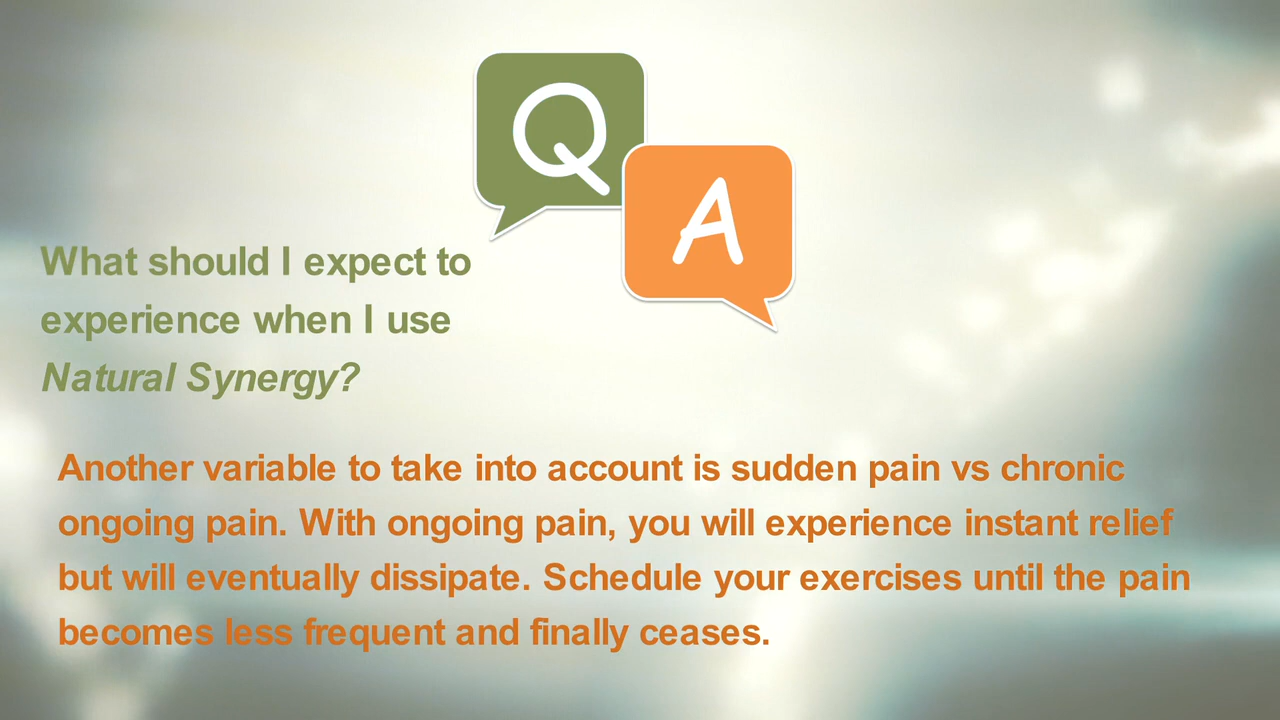 Q
A
What should I expect to
experience when I use
Natural Synergy?
Another variable to take into account is sudden pain vs chronic
ongoing pain. With ongoing pain, you will experience instant relief
but will eventually dissipate. Schedule your exercises until the pain
becomes less frequent and finally ceases.